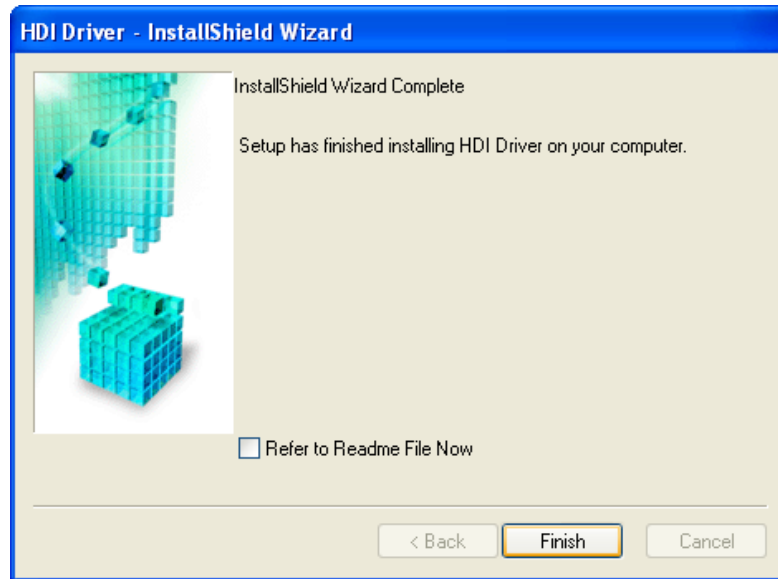 HDI Driver - InstallShield Wizard
InstallShield Wizard Complete
Setup has finished installing HDI Driver on your computer.
Refer to Readme File Now
< Back Finish Cancel